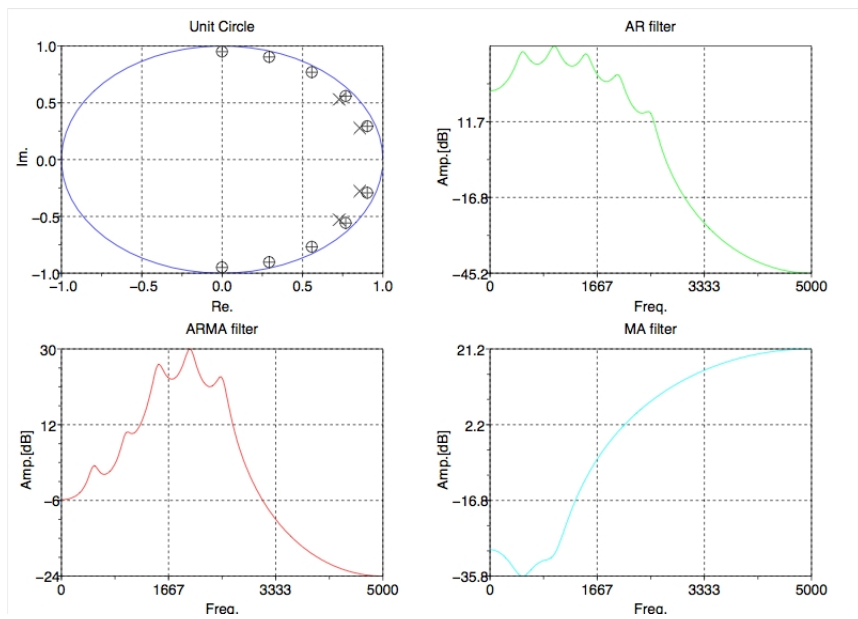 Unit Circle
1.0
0.5
0.0
−0.5
−1.0
Im.
−1.0 −0.5 0.0 0.5 1.0
Re.
AR filter
11.7
−16.8
−45.2
Amp.[dB]
0 1667 3333 5000
Freq.
ARMA filter
30
12
−6
−24
Amp.[dB]
0 1667 3333 5000
Freq.
MA filter
21.2
2.2
−16.8
−35.8
Amp.[dB]
0 1667 3333 5000
Freq.